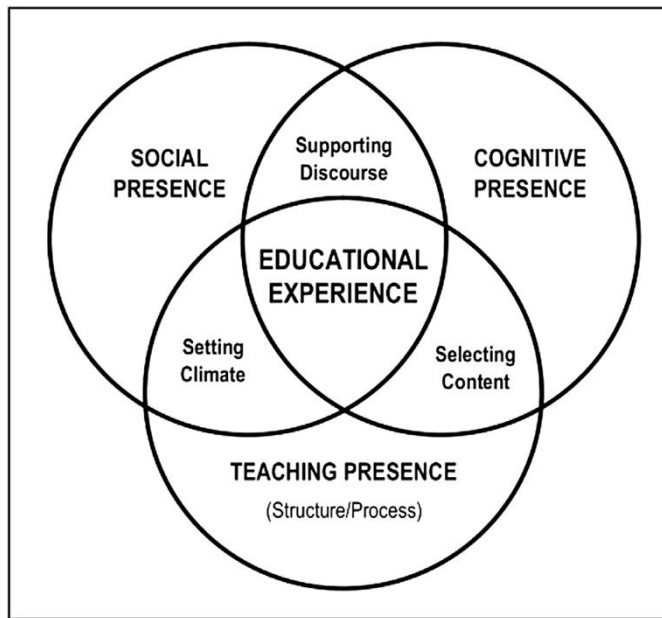 SOCIAL
PRESENCE
Supporting
Discourse
COGNITIVE
PRESENCE
EDUCATIONAL
EXPERIENCE
Setting
Climate
Selecting
Content
TEACHING PRESENCE
(Structure/Process)